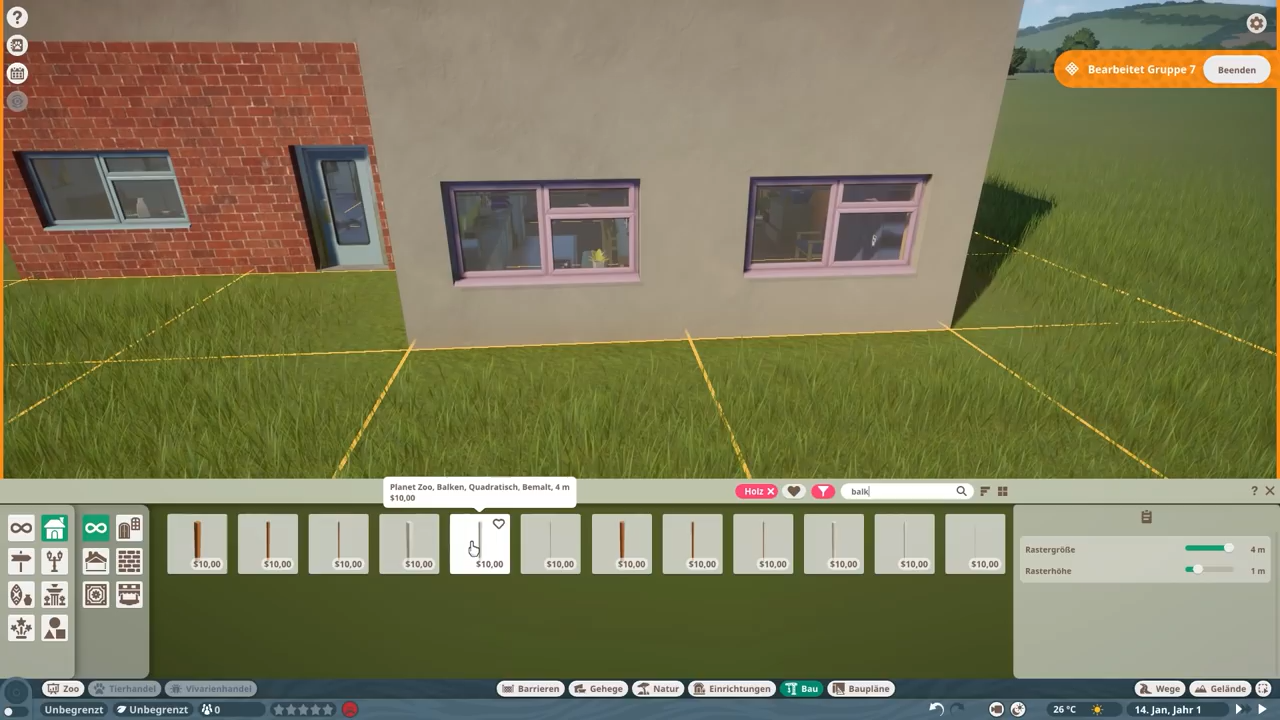 ?
Bearbeitet Gruppe 7
Beenden
Planet Zoo, Balken, Quadratisch, Bemalt, 4 m
$10,00
Holz ✕
balk
? ✕
$10,00 $10,00 $10,00 $10,00 $10,00 $10,00 $10,00 $10,00 $10,00 $10,00 $10,00 $10,00
Rastergröße 4 m
Rasterhöhe 1 m
Zoo Tierhandel Vivarienhandel Barrieren Gehege Natur Einrichtungen Bau Baupläne Wege Gelände
Unbegrenzt Unbegrenzt 0 26 °C 14. Jan, Jahr 1